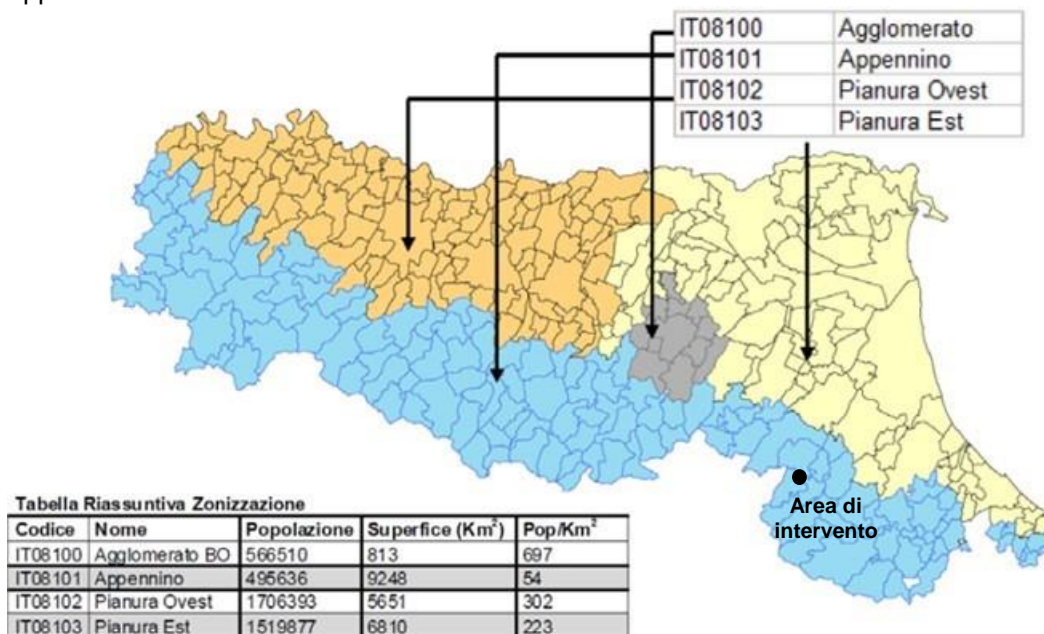 IT08100 Agglomerato
IT08101 Appennino
IT08102 Pianura Ovest
IT08103 Pianura Est
Area di
intervento
Tabella Riassuntiva Zonizzazione
Codice Nome Popolazione Superfice (Km²) Pop/Km²
IT08100 Agglomerato BO 566510 813 697
IT08101 Appennino 495636 9248 54
IT08102 Pianura Ovest 1706393 5651 302
IT08103 Pianura Est 1519877 6810 223